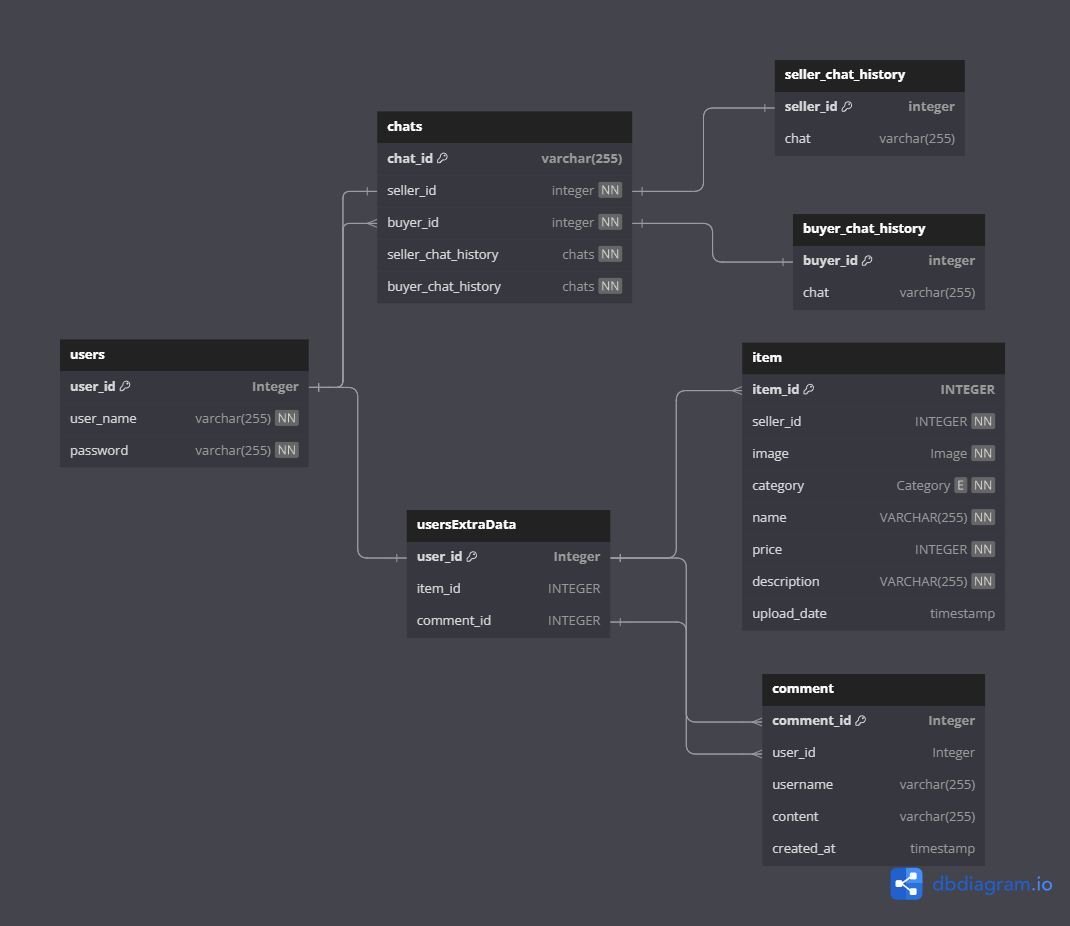 seller_chat_history
seller_id integer
chat varchar(255)
chats
chat_id varchar(255)
seller_id integer NN
buyer_id integer NN
seller_chat_history chats NN
buyer_chat_history chats NN
buyer_chat_history
buyer_id integer
chat varchar(255)
users
user_id Integer
user_name varchar(255) NN
password varchar(255) NN
item
item_id INTEGER
seller_id INTEGER NN
image Image NN
category Category E NN
name VARCHAR(255) NN
price INTEGER NN
description VARCHAR(255) NN
upload_date timestamp
usersExtraData
user_id Integer
item_id INTEGER
comment_id INTEGER
comment
comment_id Integer
user_id Integer
username varchar(255)
content varchar(255)
created_at timestamp
dbdiagram.io